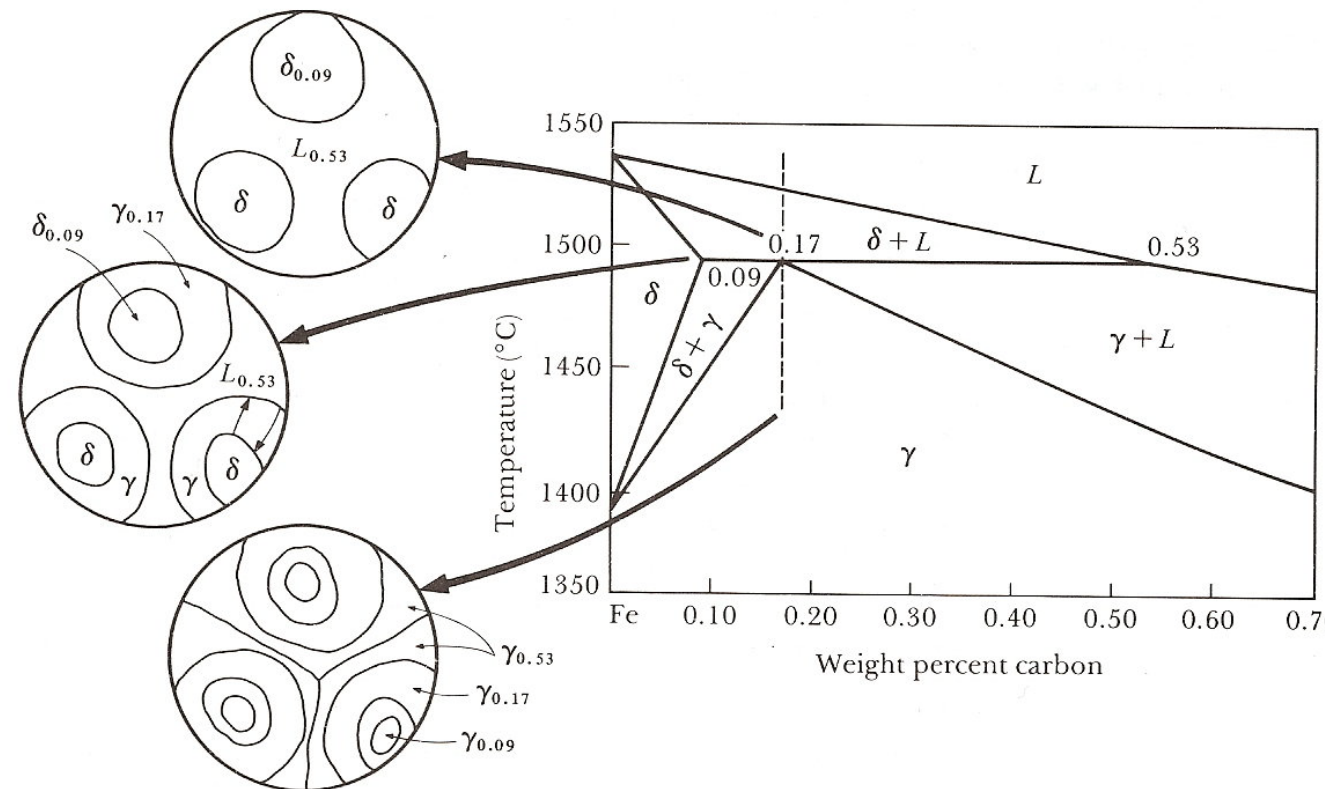 δ0.09
L0.53
δ
δ
δ0.09
γ0.17
L0.53
δ
γ
γ
δ
γ0.53
γ0.17
γ0.09
Temperature (°C)
1550
1500
1450
1400
1350
L
δ + L
0.17
0.53
0.09
δ
δ + γ
γ + L
γ
Fe
0.10
0.20
0.30
0.40
0.50
0.60
0.7
Weight percent carbon